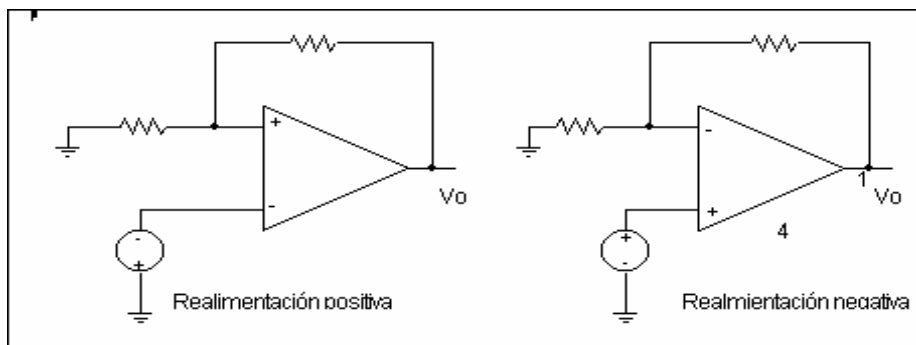 +
-
Vo
-
+
Realimentación positiva
-
+
1
Vo
4
+
-
Realmientación negativa